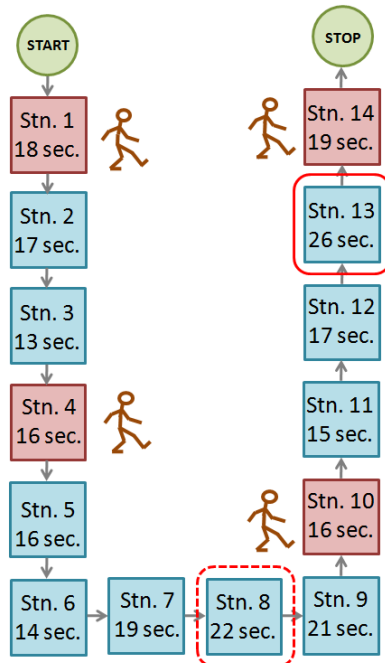 START
Stn. 1
18 sec.
Stn. 2
17 sec.
Stn. 3
13 sec.
Stn. 4
16 sec.
Stn. 5
16 sec.
Stn. 6
14 sec.
Stn. 7
19 sec.
Stn. 8
22 sec.
Stn. 9
21 sec.
Stn. 10
16 sec.
Stn. 11
15 sec.
Stn. 12
17 sec.
Stn. 13
26 sec.
Stn. 14
19 sec.
STOP